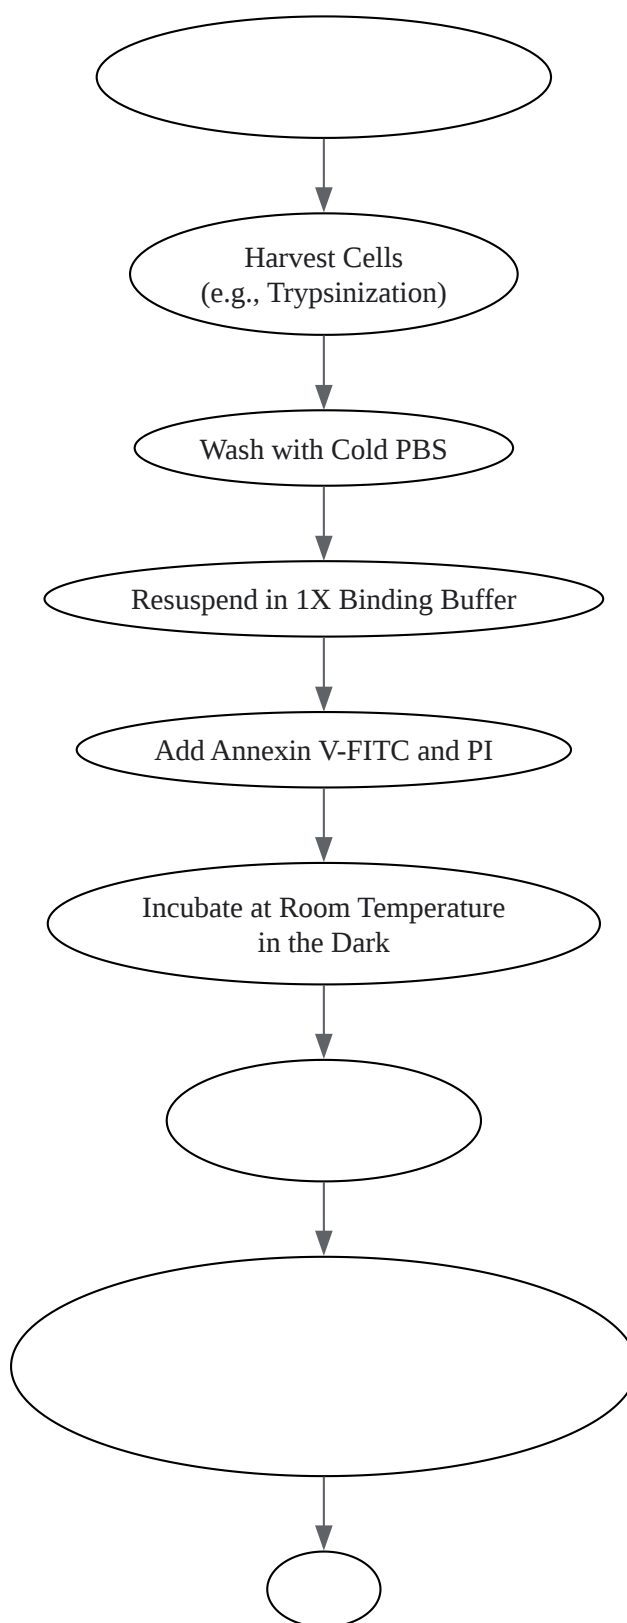 Harvest Cells
(e.g., Trypsinization)
Wash with Cold PBS
Resuspend in 1X Binding Buffer
Add Annexin V-FITC and PI
Incubate at Room Temperature
in the Dark